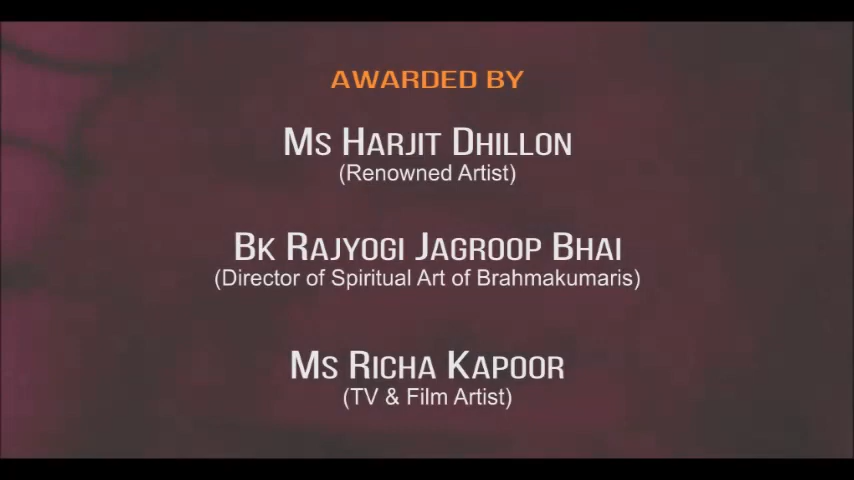 AWARDED BY
MS HARJIT DHILLON
(Renowned Artist)
BK RAJYOGI JAGROOP BHAI
(Director of Spiritual Art of Brahmakumaris)
MS RICHA KAPOOR
(TV & Film Artist)